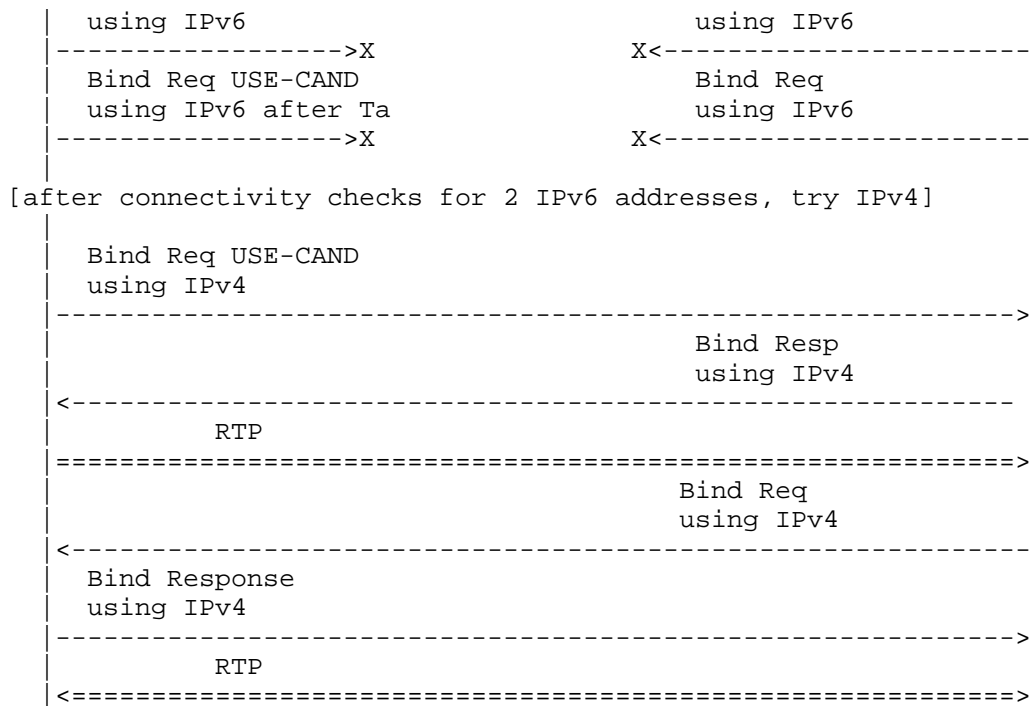 using IPv6 using IPv6
|------------------>X X<-----------------------
Bind Req USE-CAND Bind Req
using IPv6 after Ta using IPv6
|------------------>X X<-----------------------
[after connectivity checks for 2 IPv6 addresses, try IPv4]
Bind Req USE-CAND
using IPv4
|------------------------------------------------------------>
Bind Resp
using IPv4
|<-----------------------------------------------------------
RTP
|============================================================>
Bind Req
using IPv4
|<------------------------------------------------------------
Bind Response
using IPv4
|------------------------------------------------------------>
RTP
|<===========================================================>